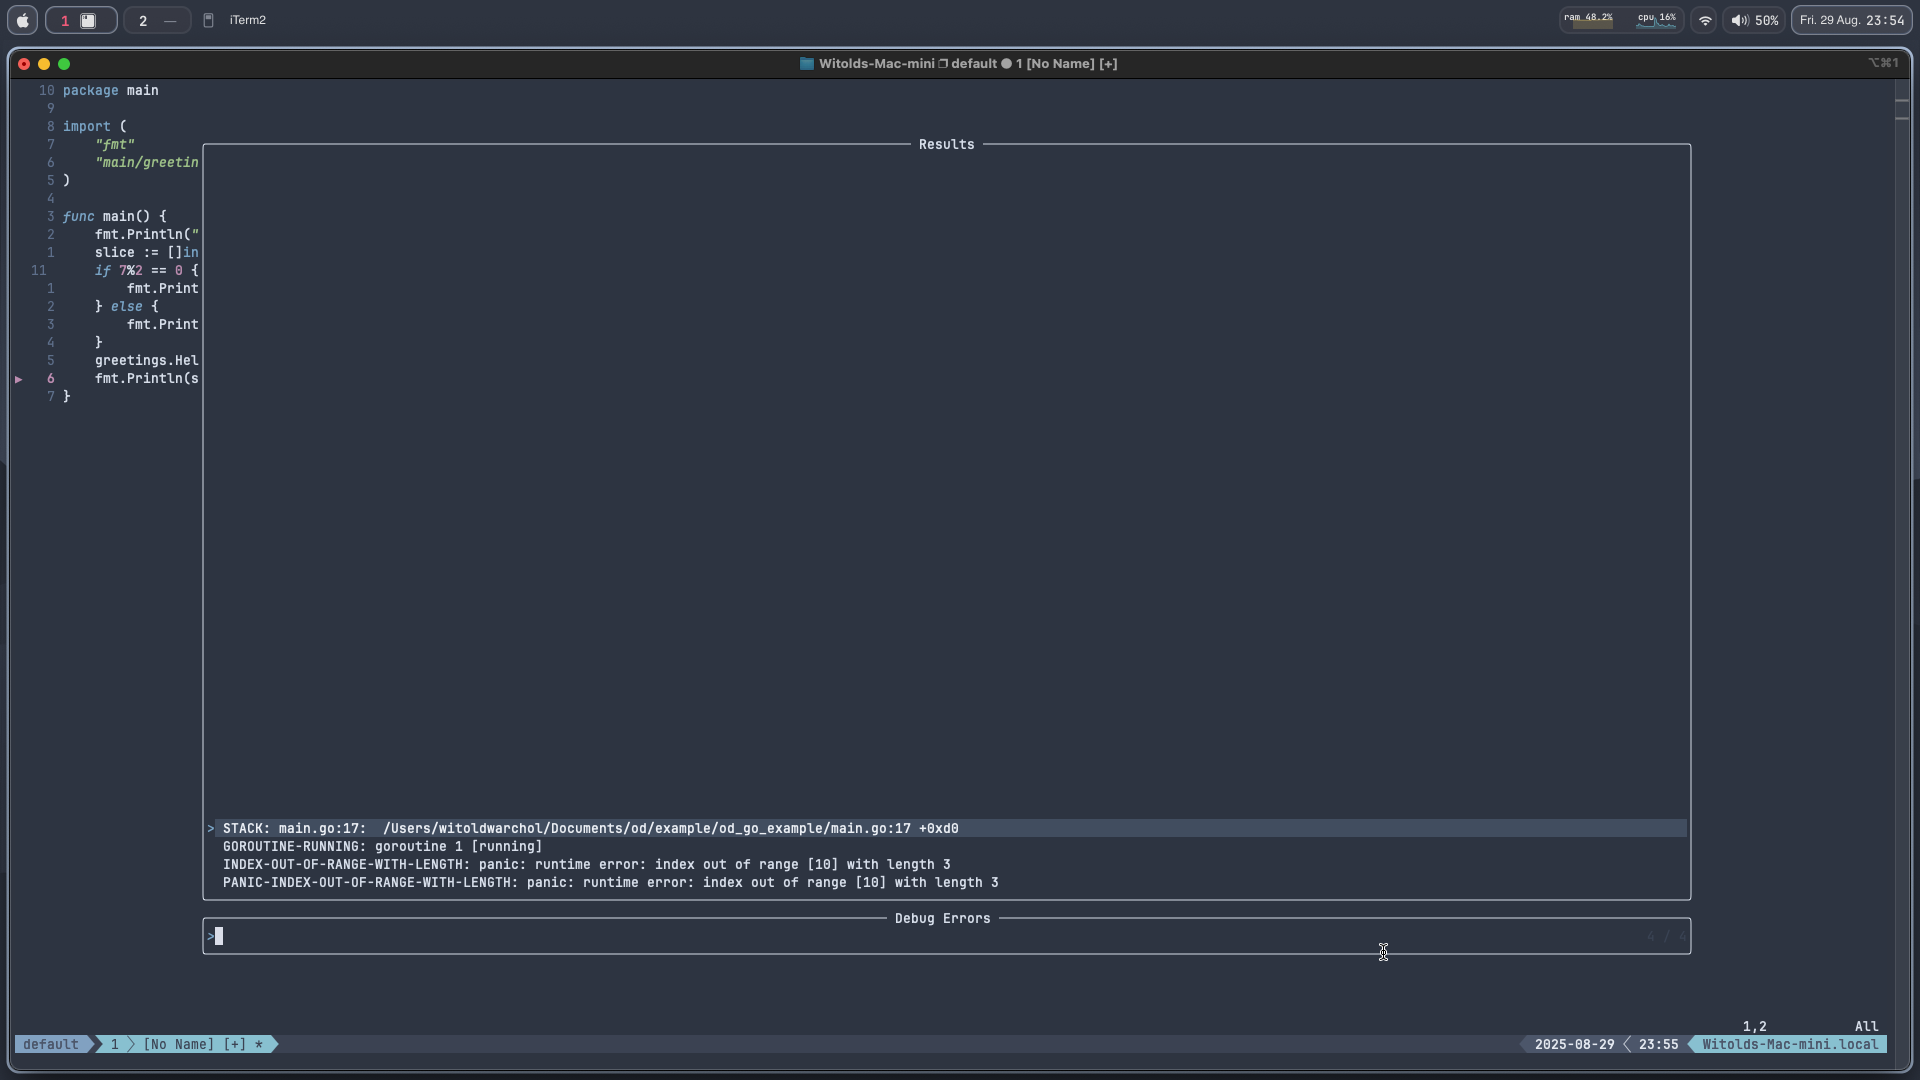 1 2 — iTerm2 ram 48.2% cpu 16% 50% Fri. 29 Aug. 23:54
Witolds-Mac-mini default 1 [No Name] [+] ⌥⌘1
10 package main
9
8 import (
7 "fmt"
6 "main/greetin
5 )
4
3 func main() {
2 fmt.Println("
1 slice := []in
11 if 7%2 == 0 {
1 fmt.Print
2 } else {
3 fmt.Print
4 }
5 greetings.Hel
6 fmt.Println(s
7 }
Results
> STACK: main.go:17: /Users/witoldwarchol/Documents/od/example/od_go_example/main.go:17 +0xd0
GOROUTINE-RUNNING: goroutine 1 [running]
INDEX-OUT-OF-RANGE-WITH-LENGTH: panic: runtime error: index out of range [10] with length 3
PANIC-INDEX-OUT-OF-RANGE-WITH-LENGTH: panic: runtime error: index out of range [10] with length 3
Debug Errors
> 4 / 4
1,2 All
default 1 [No Name] [+] * 2025-08-29 23:55 Witolds-Mac-mini.local